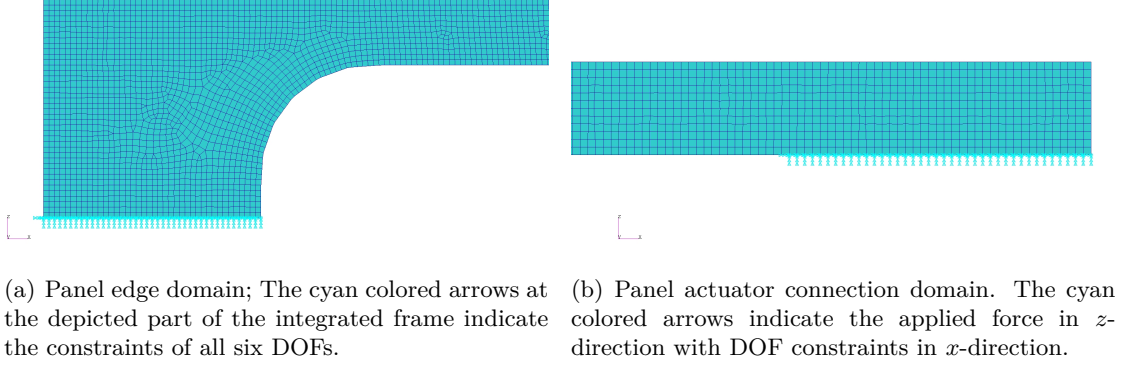 (a) Panel edge domain; The cyan colored arrows at
the depicted part of the integrated frame indicate
the constraints of all six DOFs.
(b) Panel actuator connection domain. The cyan
colored arrows indicate the applied force in z-
direction with DOF constraints in x-direction.